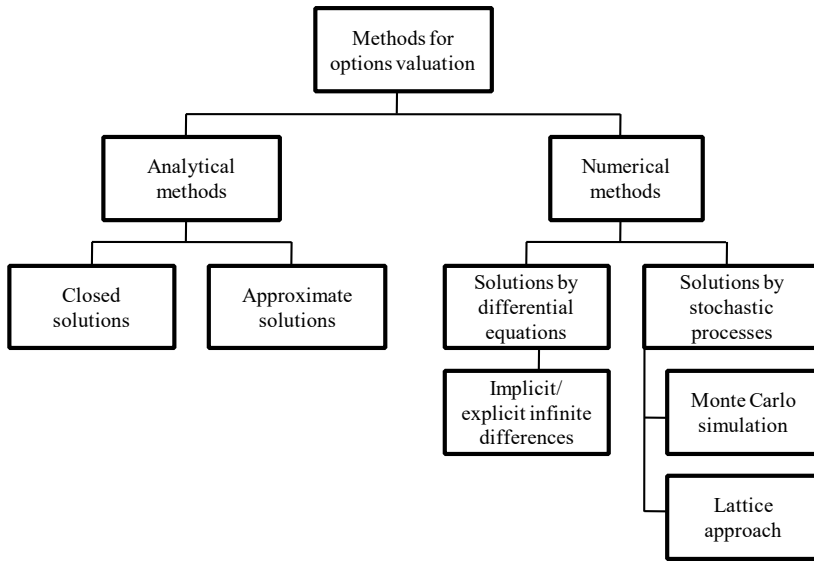 Methods for
options valuation
Analytical
methods
Numerical
methods
Closed
solutions
Approximate
solutions
Solutions by
differential
equations
Solutions by
stochastic
processes
Implicit/
explicit infinite
differences
Monte Carlo
simulation
Lattice
approach